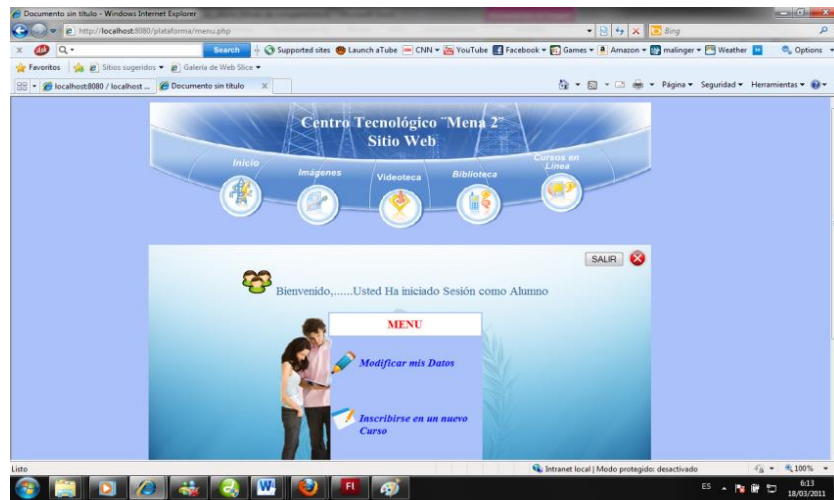 Documento sin título - Windows Internet Explorer
http://localhost:8080/plataforma/menu.php
Bing
Search
Supported sites Launch aTube CNN YouTube Facebook Games Amazon malinger Weather Options
Favoritos Sitios sugeridos Galería de Web Slice
localhost:8080 / localhost ... Documento sin título Página Seguridad Herramientas
Centro Tecnológico ¨Mena 2¨
Sitio Web
Inicio
Imágenes
Videoteca
Biblioteca
Cursos en
Línea
SALIR
Bienvenido,......Usted Ha iniciado Sesión como Alumno
MENU
Modificar mis Datos
Inscribirse en un nuevo
Curso
Listo Intranet local | Modo protegido: desactivado 100%
ES 6:13
18/03/2011